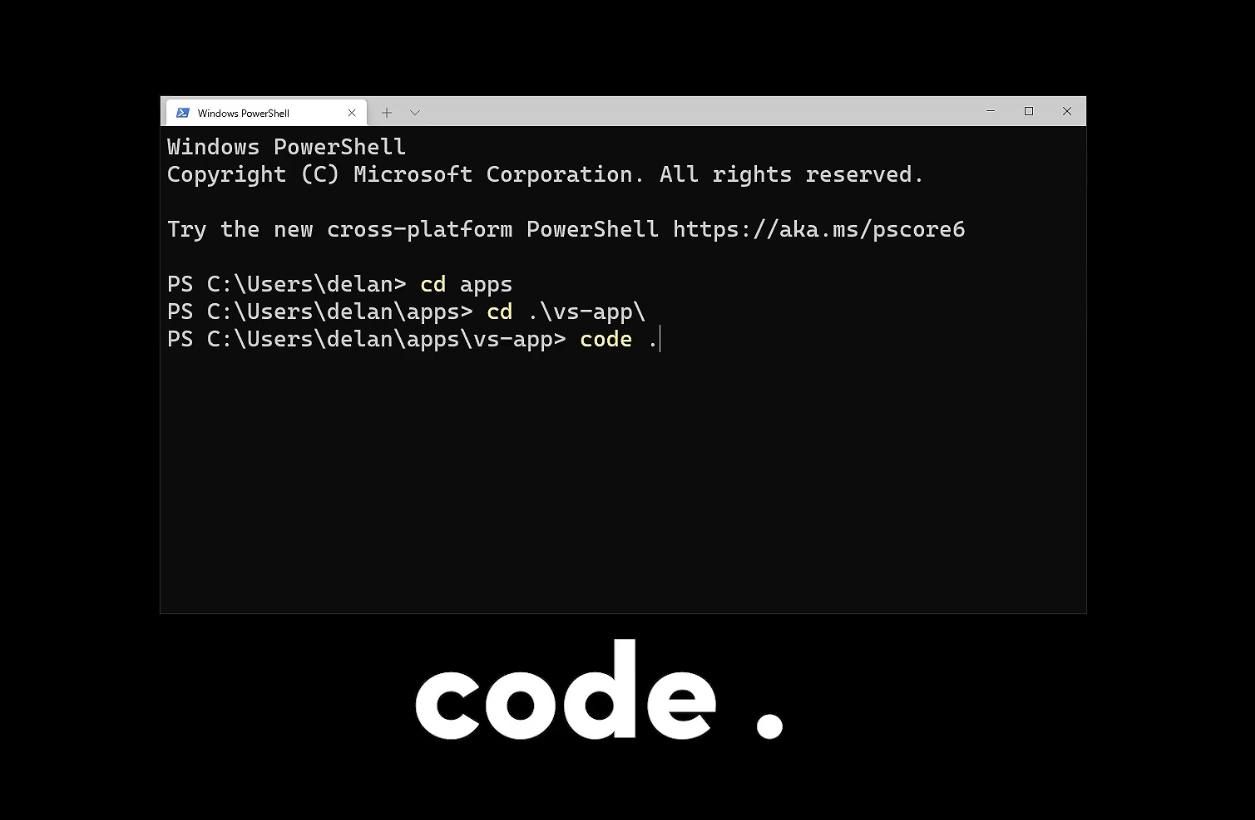 Windows PowerShell
Windows PowerShell
Copyright (C) Microsoft Corporation. All rights reserved.
Try the new cross-platform PowerShell https://aka.ms/pscore6
PS C:\Users\delan> cd apps
PS C:\Users\delan\apps> cd .\vs-app\
PS C:\Users\delan\apps\vs-app> code .
code .